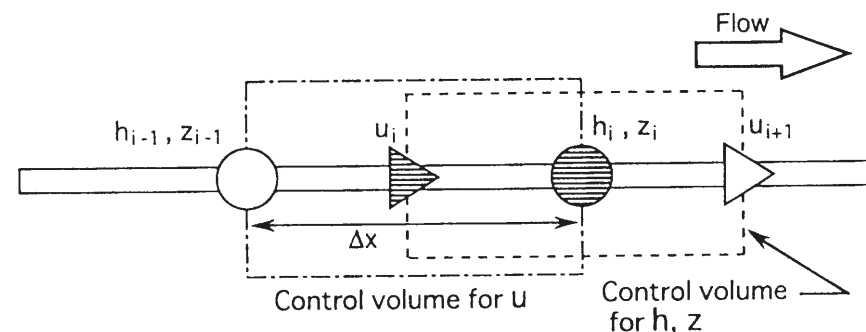 Flow
h_{i-1} , z_{i-1}
u_i
h_i , z_i
u_{i+1}
Δx
Control volume for u
Control volume
for h, z